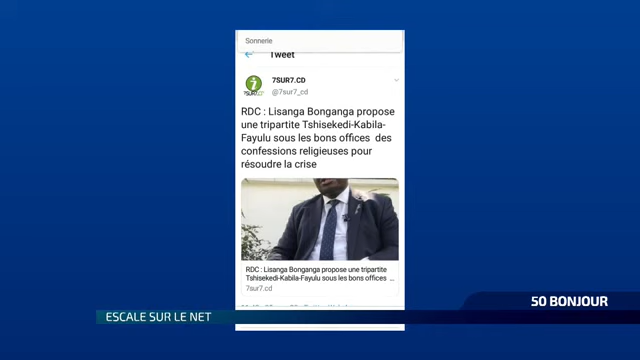 Sonnerie
Tweet
7SUR7.CD
@7sur7_cd
RDC : Lisanga Bonganga propose
une tripartite Tshisekedi-Kabila-
Fayulu sous les bons offices des
confessions religieuses pour
résoudre la crise
RDC : Lisanga Bonganga propose une tripartite
Tshisekedi-Kabila-Fayulu sous les bons offices ...
7sur7.cd
50 BONJOUR
ESCALE SUR LE NET